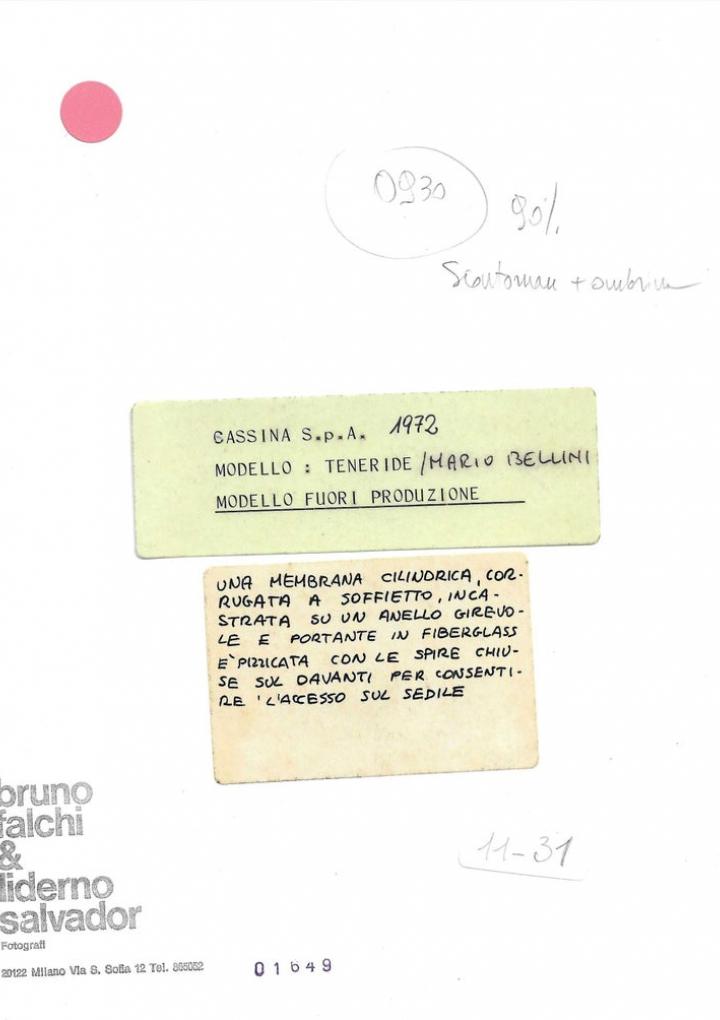 0930
90%
Scontornare + ombrina
CASSINA S.p.A. 1972
MODELLO : TENERIDE / MARIO BELLINI
MODELLO FUORI PRODUZIONE
UNA MEMBRANA CILINDRICA, COR-
RUGATA A SOFFIETTO, INCA-
STRATA SU UN ANELLO GIREVO-
LE E PORTANTE IN FIBERGLASS
E' PIZZICATA CON LE SPIRE CHIU-
SE SUL DAVANTI PER CONSENTI-
RE 'L'ACCESSO SUL SEDILE
11-31
bruno
falchi
&
liderno
salvador
Fotografi
20122 Milano Via S. Sofia 12 Tel. 865052
01649